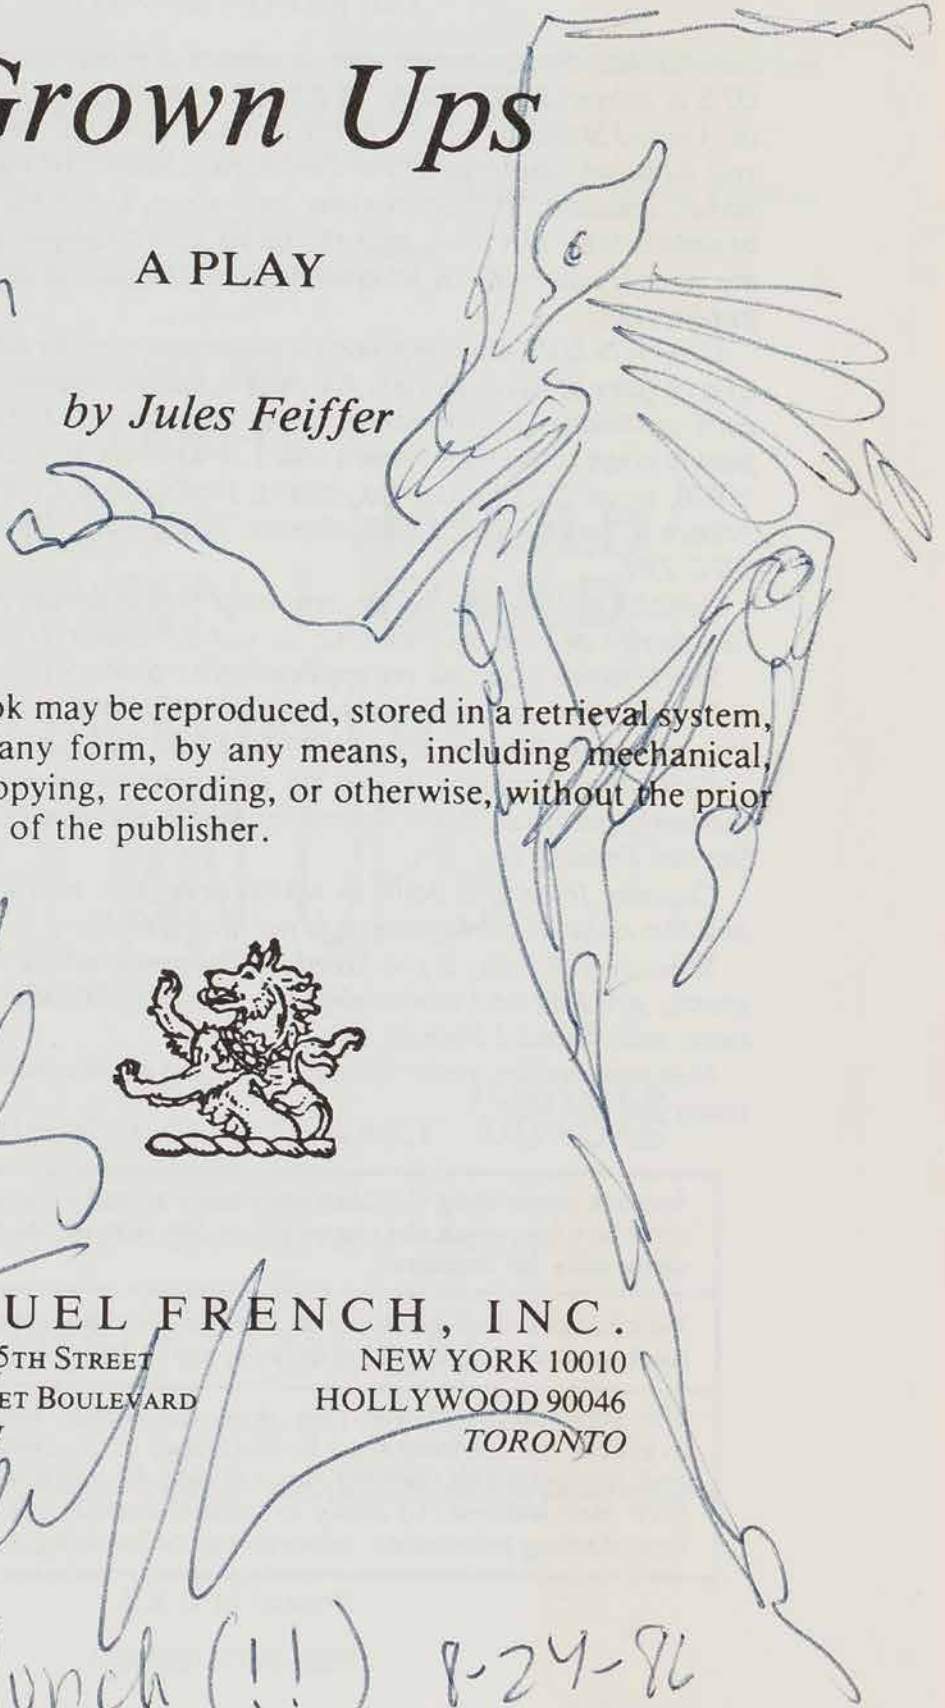 Grown Ups
A PLAY
by Jules Feiffer
ok may be reproduced, stored in a retrieval system,
any form, by any means, including mechanical,
opying, recording, or otherwise, without the prior
of the publisher.
UEL FRENCH, INC.
5TH STREET NEW YORK 10010
ET BOULEVARD HOLLYWOOD 90046
TORONTO
unch (!!) 8-24-86